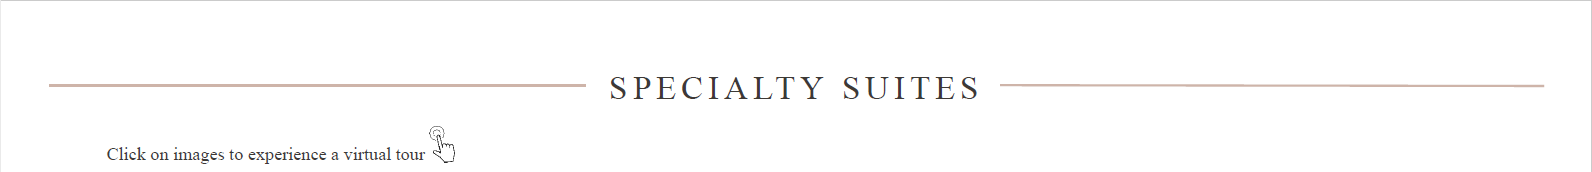 SPECIALTY SUITES
Click on images to experience a virtual tour